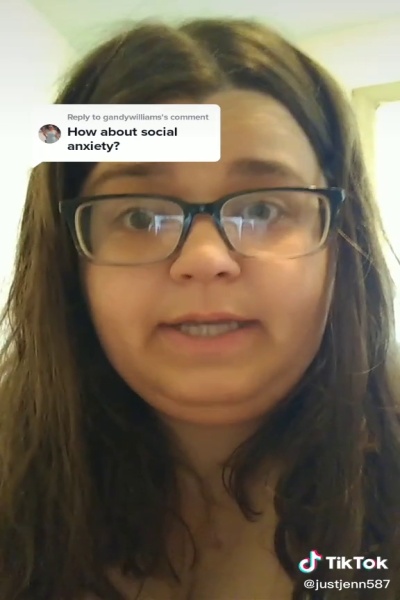 Reply to gandywilliams's comment
How about social
anxiety?
TikTok
@justjenn587